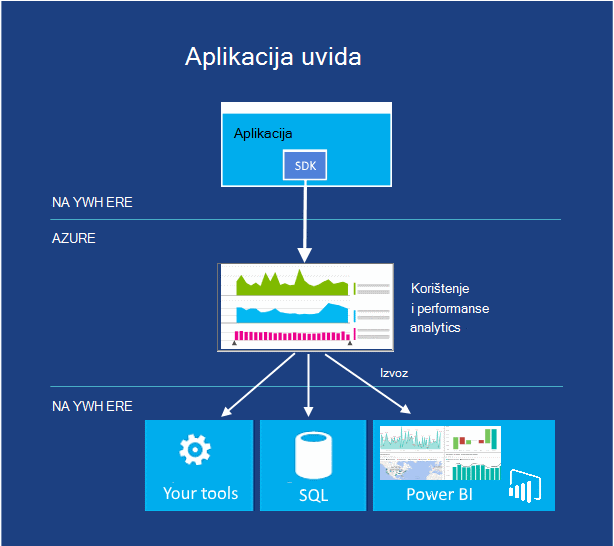 Aplikacija uvida
Aplikacija
SDK
NA YWH ERE
AZURE
Korištenje
i performanse
analytics
Izvoz
NA YWH ERE
Your tools
SQL
Power BI